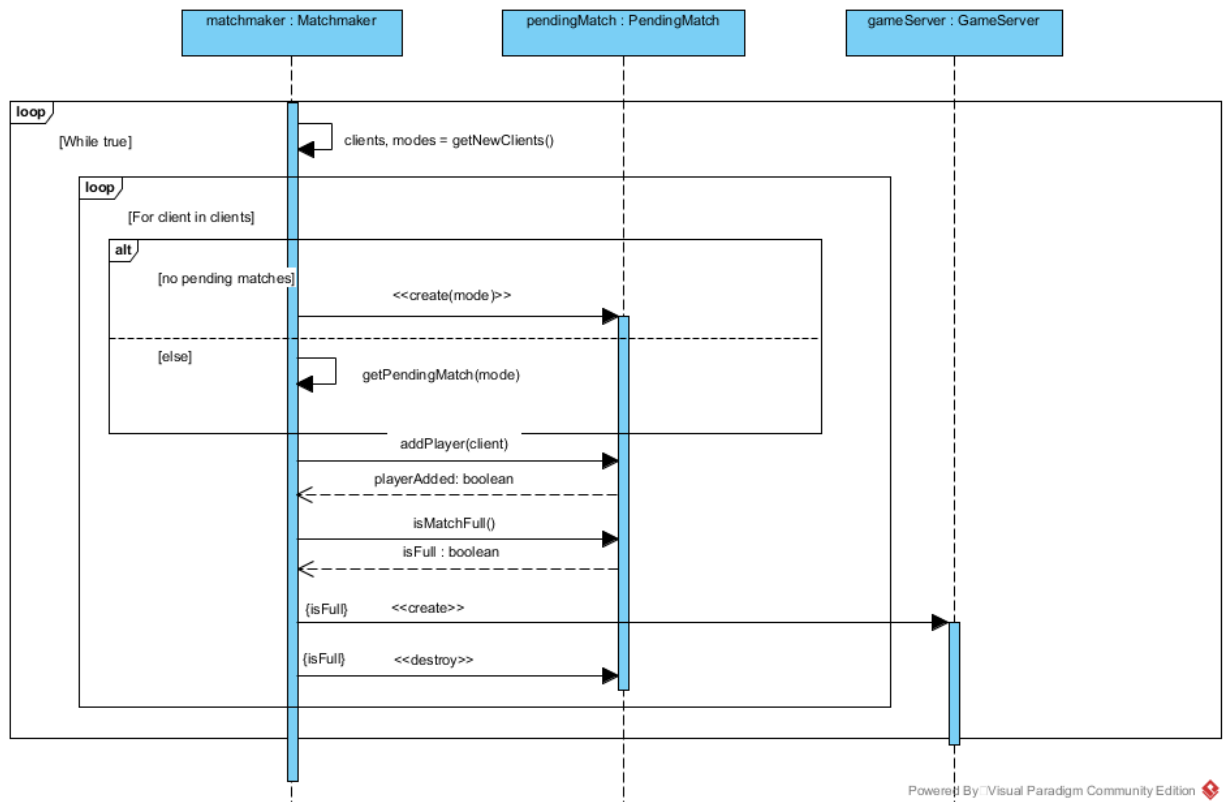 matchmaker : Matchmaker
pendingMatch : PendingMatch
gameServer : GameServer
loop
[While true]
clients, modes = getNewClients()
loop
[For client in clients]
alt
[no pending matches]
<<create(mode)>>
[else]
getPendingMatch(mode)
addPlayer(client)
playerAdded: boolean
isMatchFull()
isFull : boolean
{isFull}
<<create>>
{isFull}
<<destroy>>
Powered By Visual Paradigm Community Edition